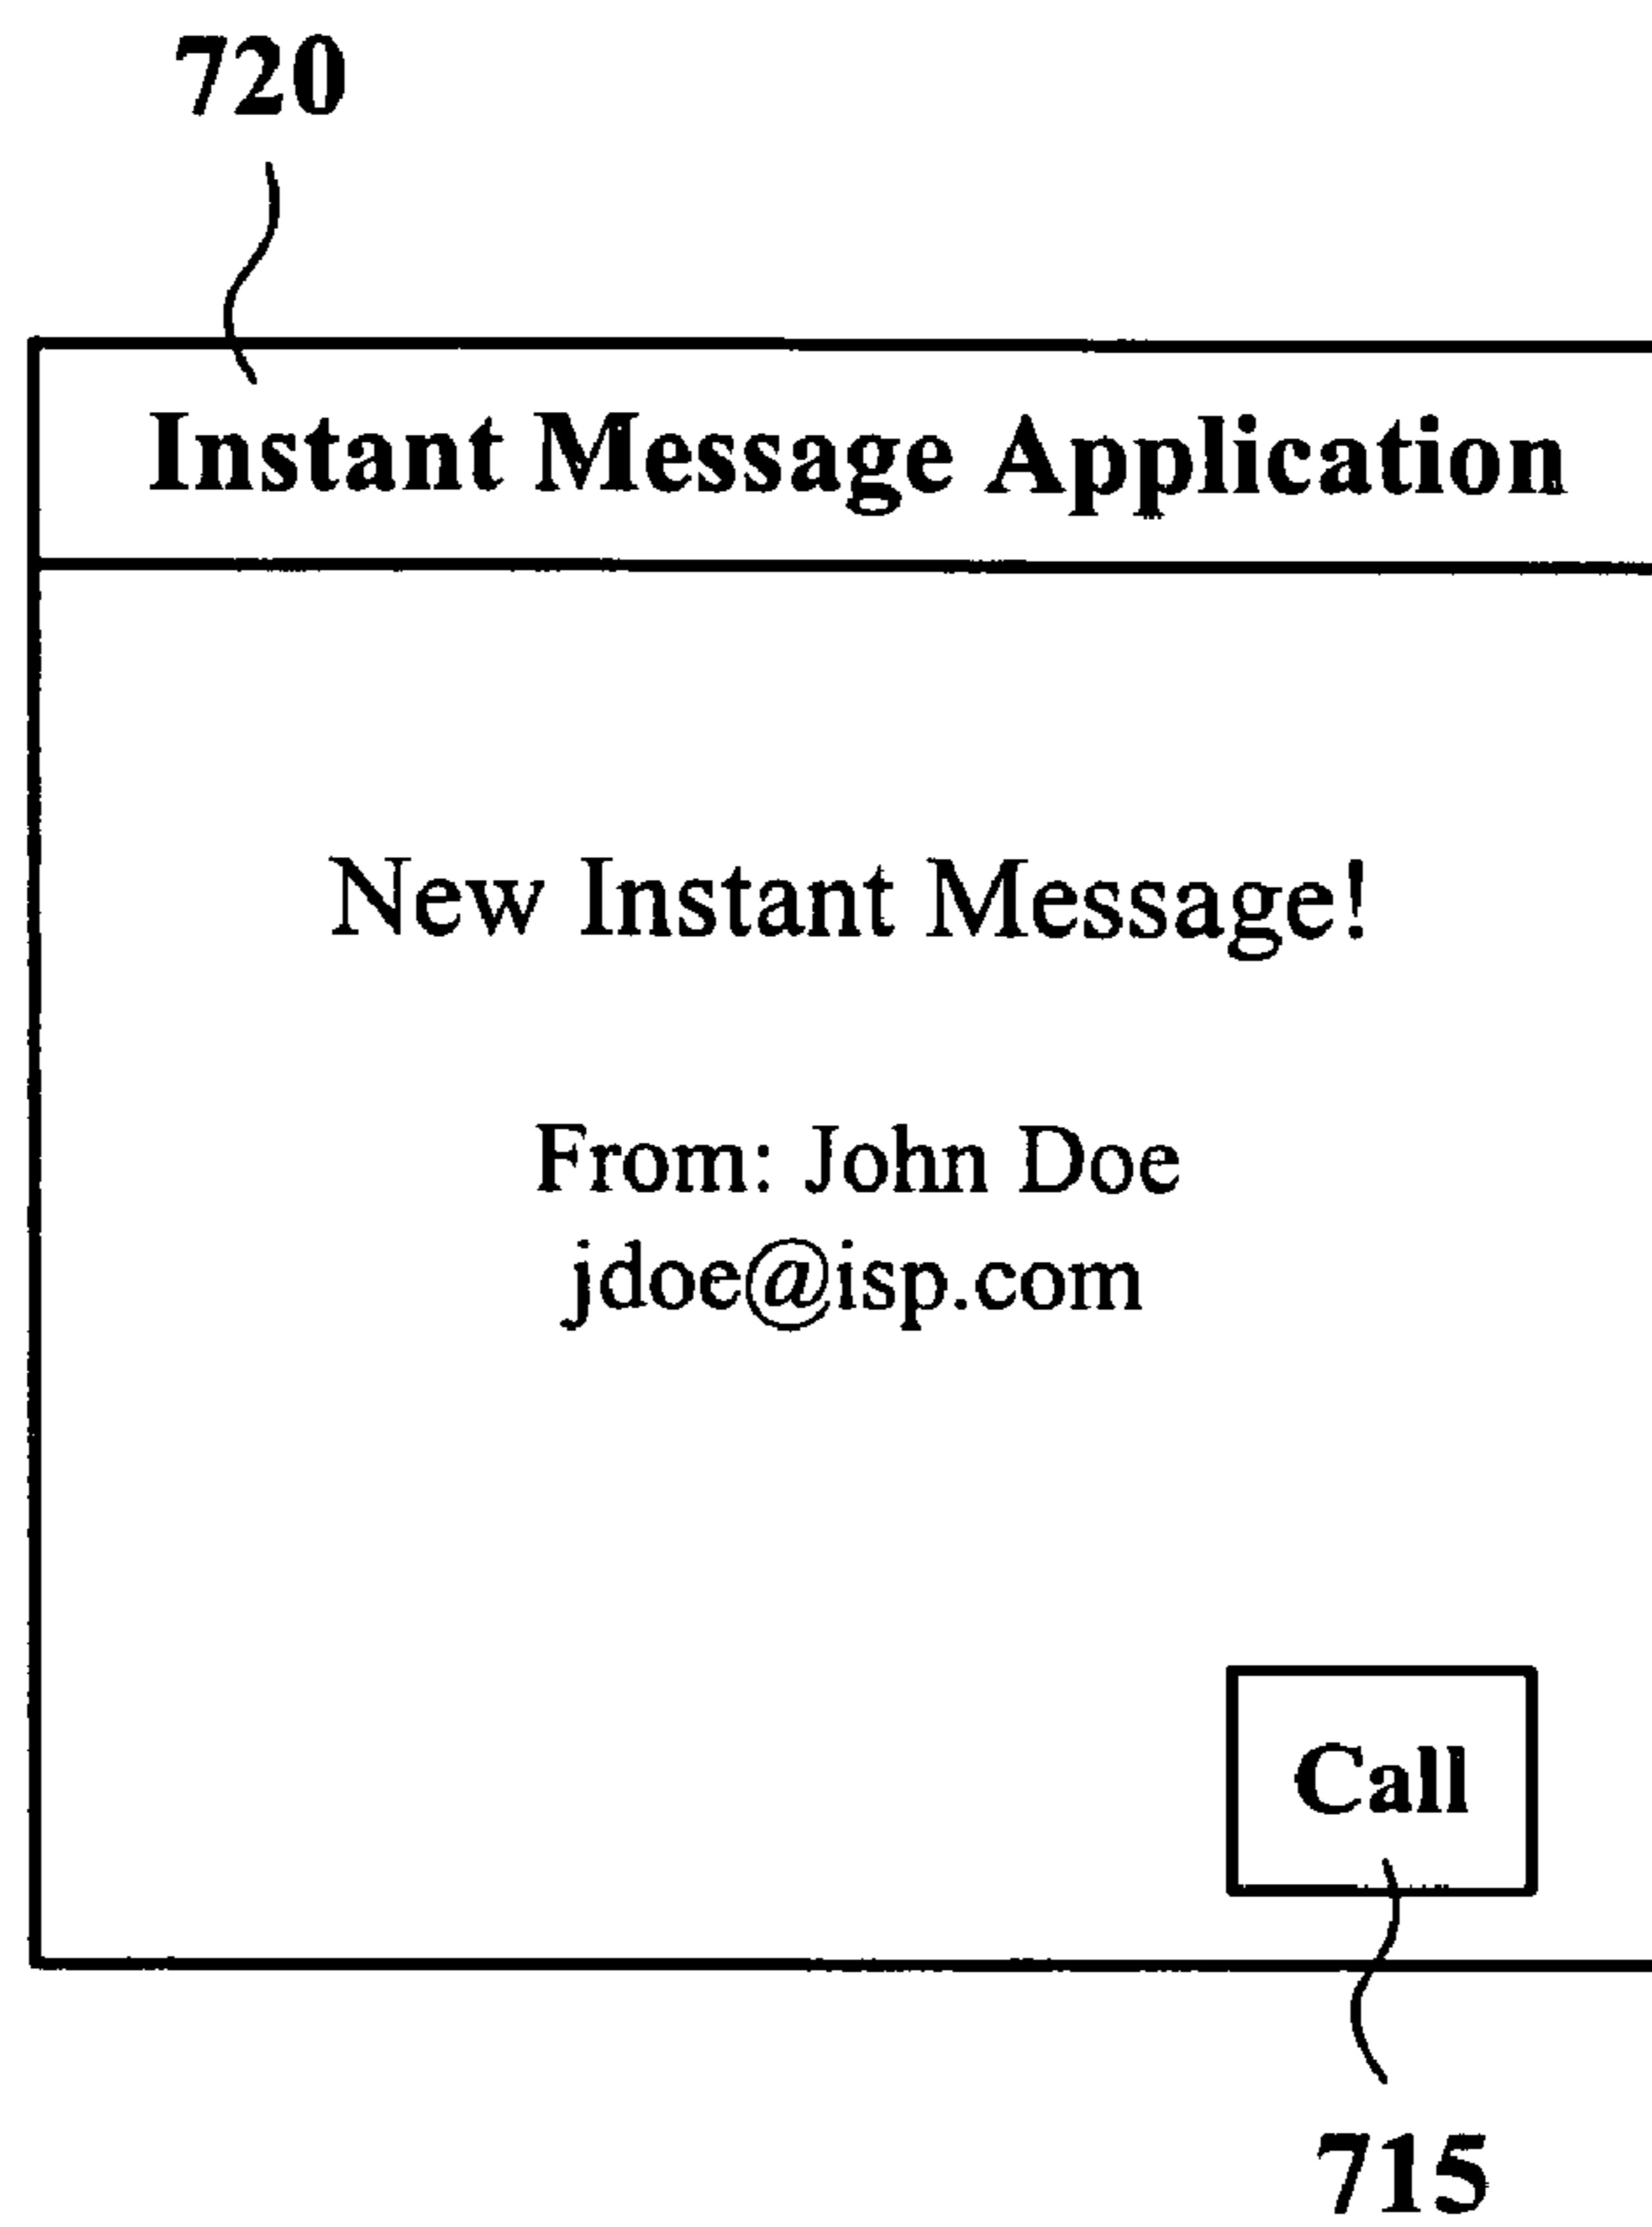 720
Instant Message Application
New Instant Message!
From: John Doe
jdoe@isp.com
Call
715